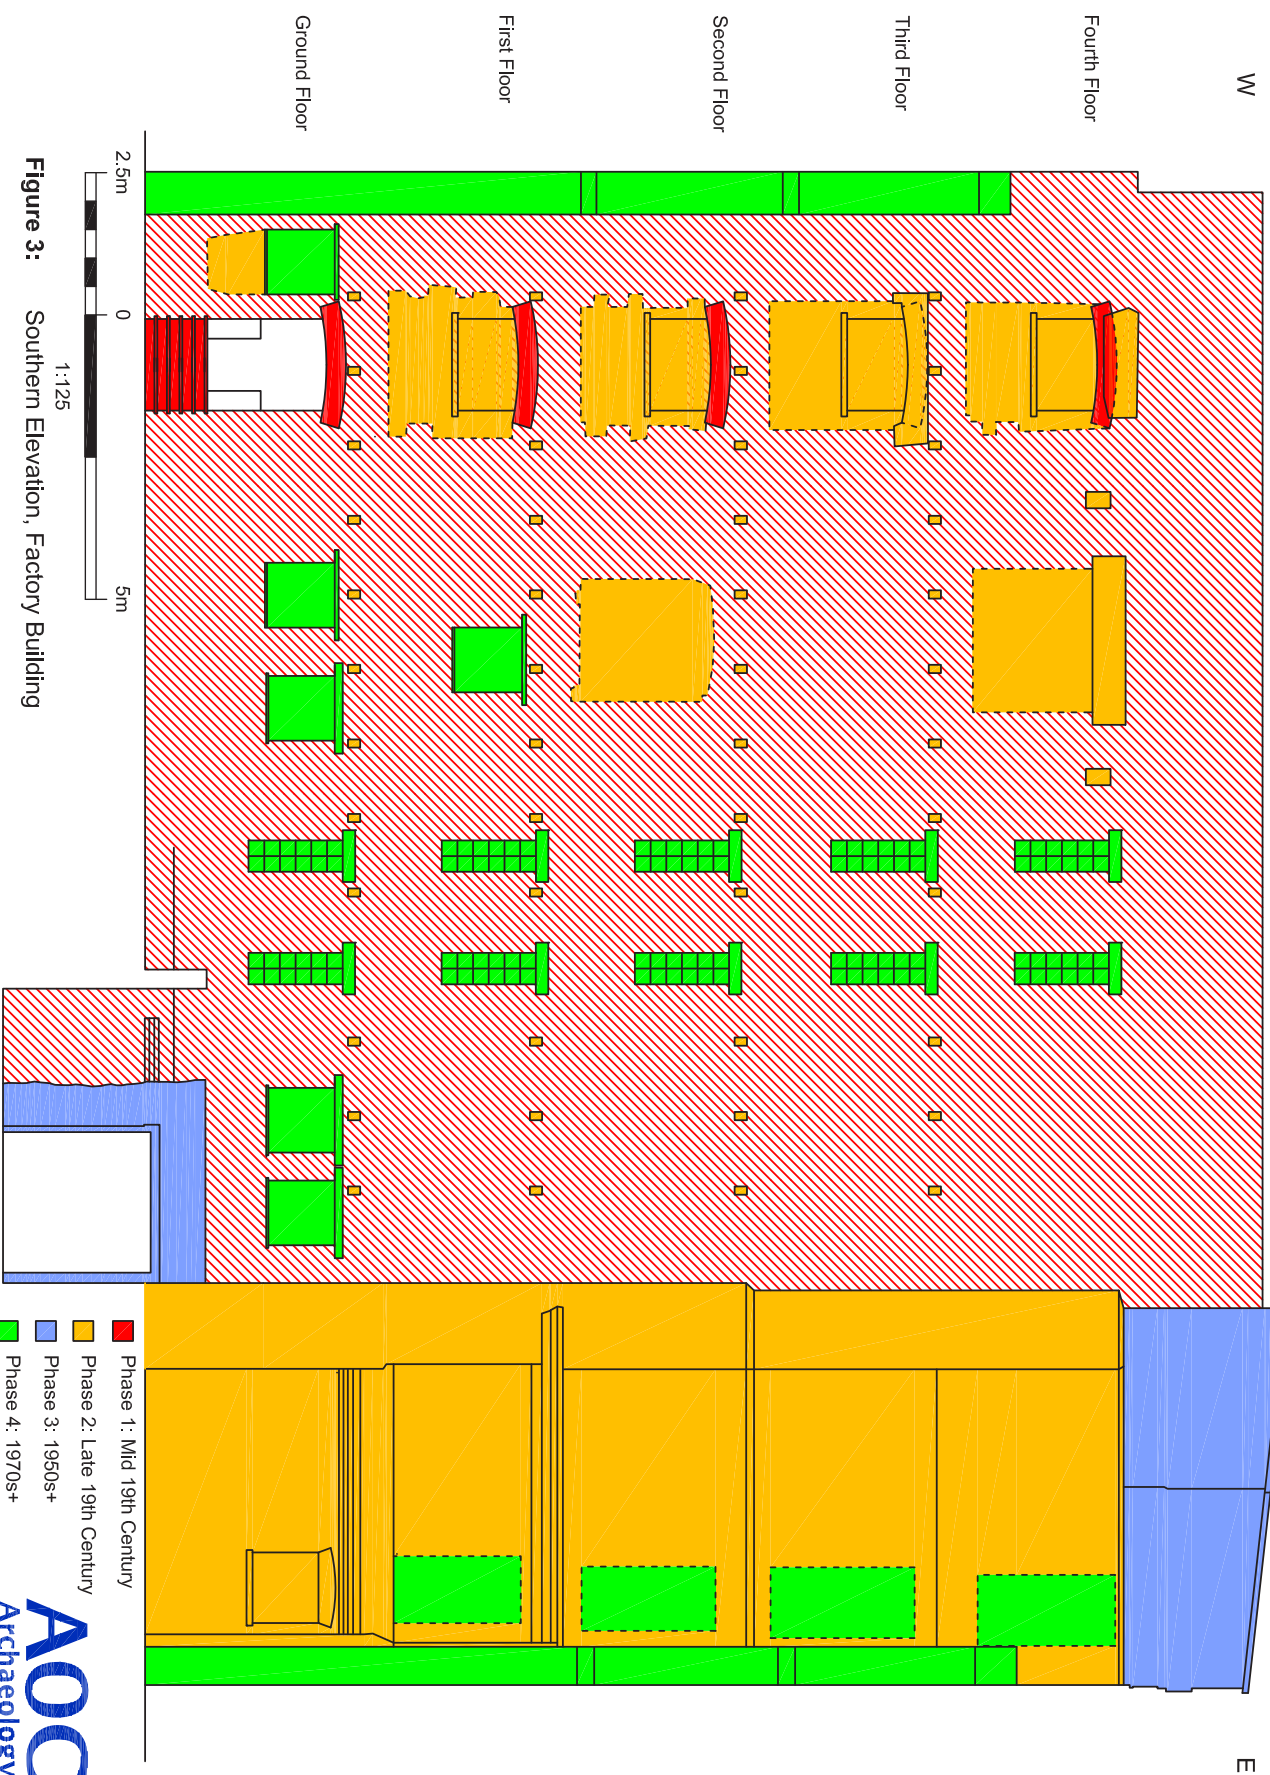 W
E
Fourth Floor
Third Floor
Second Floor
First Floor
Ground Floor
2.5m
0
5m
1:125
Figure 3: Southern Elevation, Factory Building
Phase 1: Mid 19th Century
Phase 2: Late 19th Century
Phase 3: 1950s+
Phase 4: 1970s+
AOC
Archaeology